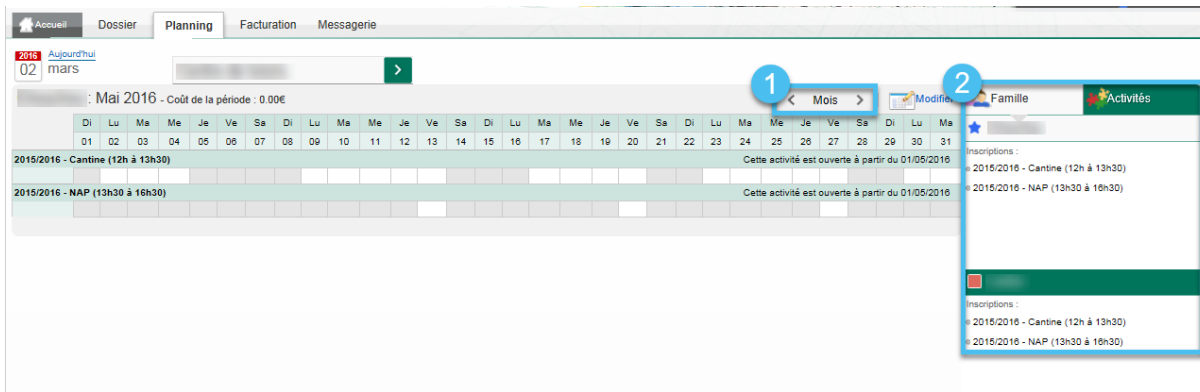 Accueil Dossier Planning Facturation Messagerie
2016 Aujourd'hui
02 mars
>
1 2
: Mai 2016 - Coût de la période : 0.00€ < Mois > Modifier Famille Activités
Di Lu Ma Me Je Ve Sa Di Lu Ma Me Je Ve Sa Di Lu Ma Me Je Ve Sa Di Lu Ma Me Je Ve Sa Di Lu Ma
01 02 03 04 05 06 07 08 09 10 11 12 13 14 15 16 17 18 19 20 21 22 23 24 25 26 27 28 29 30 31
2015/2016 - Cantine (12h à 13h30) Cette activité est ouverte à partir du 01/05/2016
2015/2016 - NAP (13h30 à 16h30) Cette activité est ouverte à partir du 01/05/2016
Inscriptions :
2015/2016 - Cantine (12h à 13h30)
2015/2016 - NAP (13h30 à 16h30)
Inscriptions :
2015/2016 - Cantine (12h à 13h30)
2015/2016 - NAP (13h30 à 16h30)